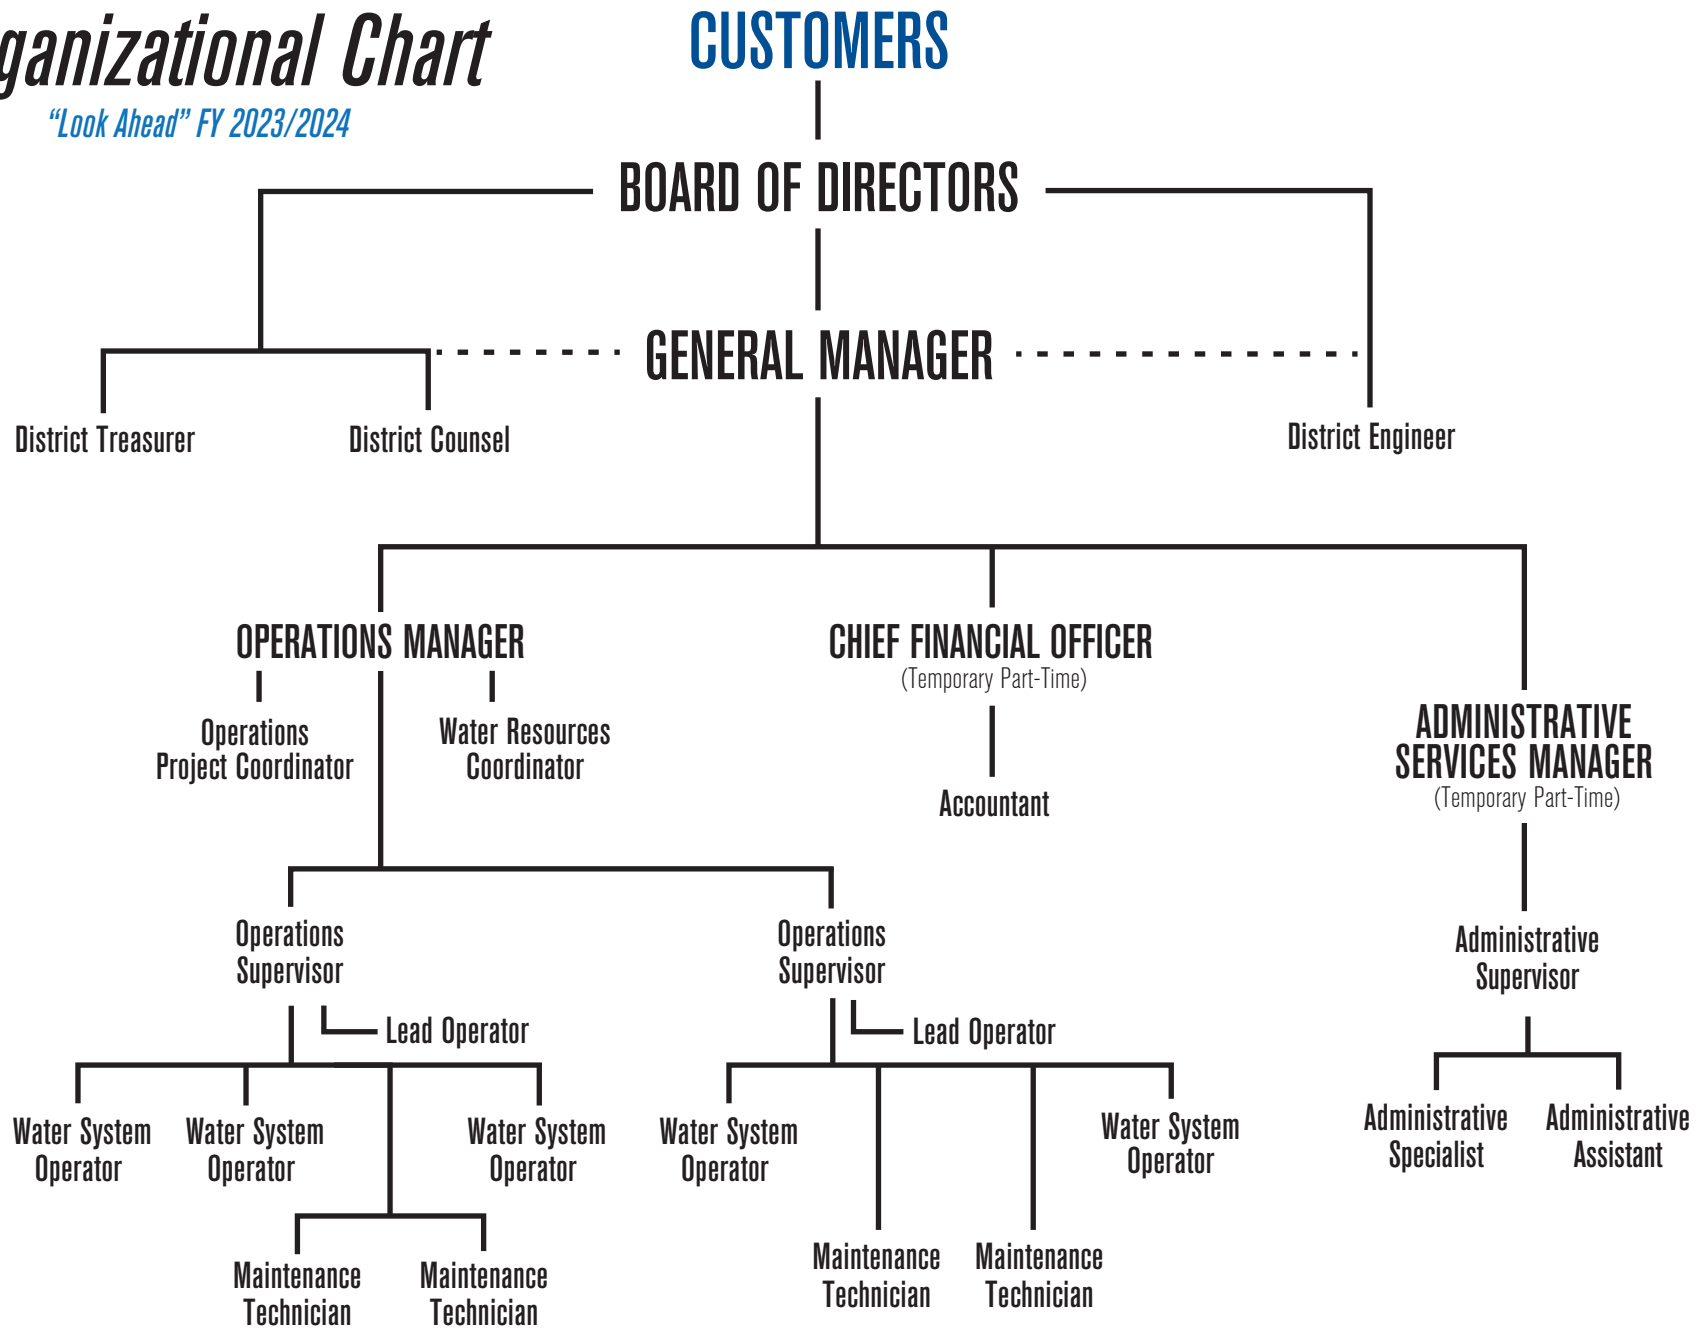 ganizational Chart
“Look Ahead” FY 2023/2024
CUSTOMERS
BOARD OF DIRECTORS
GENERAL MANAGER
District Treasurer
District Counsel
District Engineer
OPERATIONS MANAGER
Operations
Project Coordinator
Water Resources
Coordinator
CHIEF FINANCIAL OFFICER
(Temporary Part-Time)
Accountant
ADMINISTRATIVE
SERVICES MANAGER
(Temporary Part-Time)
Operations
Supervisor
Lead Operator
Operations
Supervisor
Lead Operator
Administrative
Supervisor
Water System
Operator
Water System
Operator
Water System
Operator
Water System
Operator
Water System
Operator
Administrative
Specialist
Administrative
Assistant
Maintenance
Technician
Maintenance
Technician
Maintenance
Technician
Maintenance
Technician